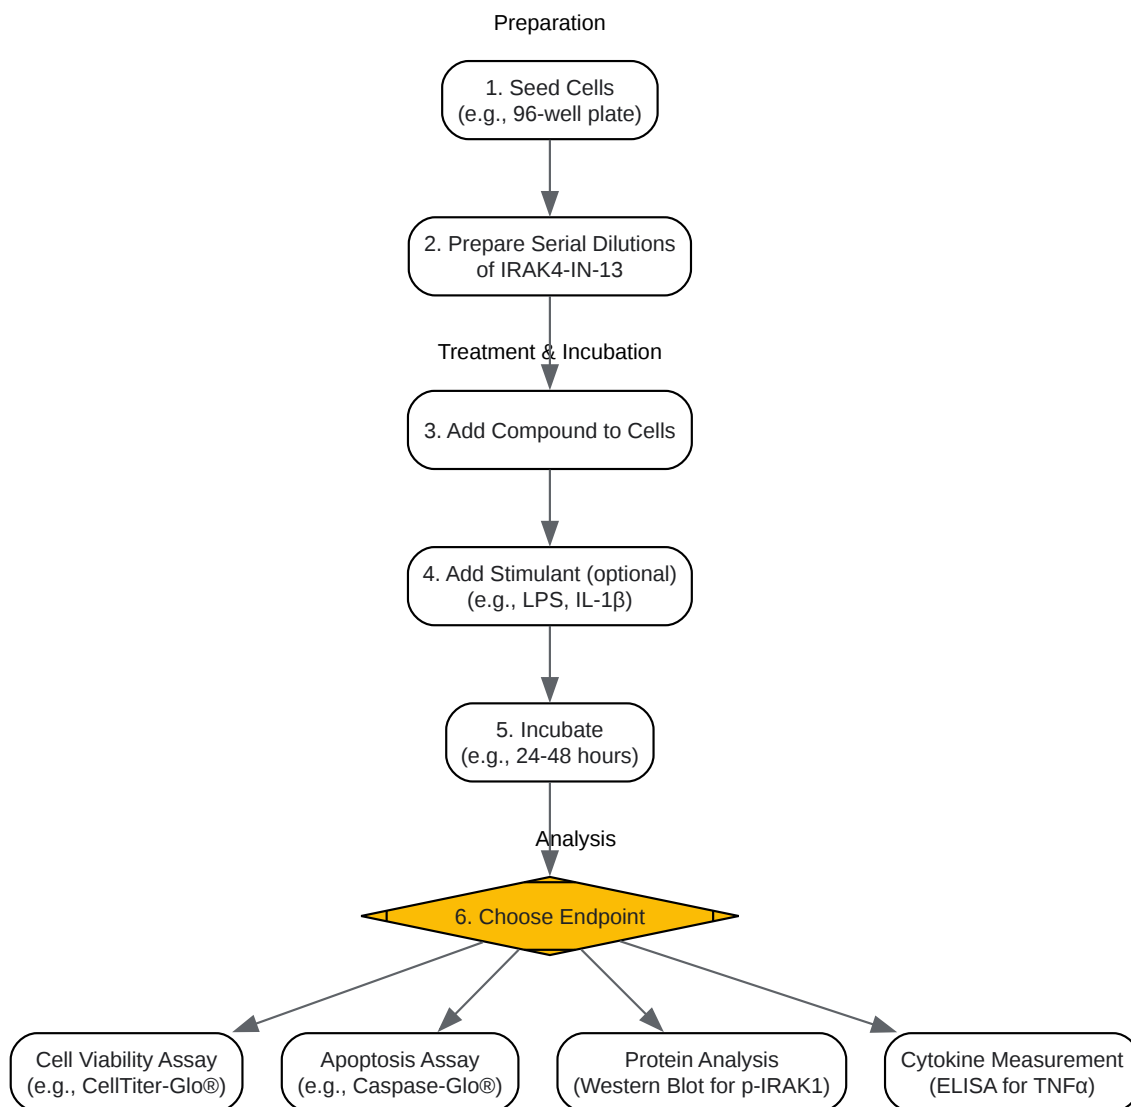 Preparation
1. Seed Cells
(e.g., 96-well plate)
2. Prepare Serial Dilutions
of IRAK4-IN-13
Treatment & Incubation
3. Add Compound to Cells
4. Add Stimulant (optional)
(e.g., LPS, IL-1β)
5. Incubate
(e.g., 24-48 hours)
Analysis
6. Choose Endpoint
Cell Viability Assay
(e.g., CellTiter-Glo®)
Apoptosis Assay
(e.g., Caspase-Glo®)
Protein Analysis
(Western Blot for p-IRAK1)
Cytokine Measurement
(ELISA for TNFα)